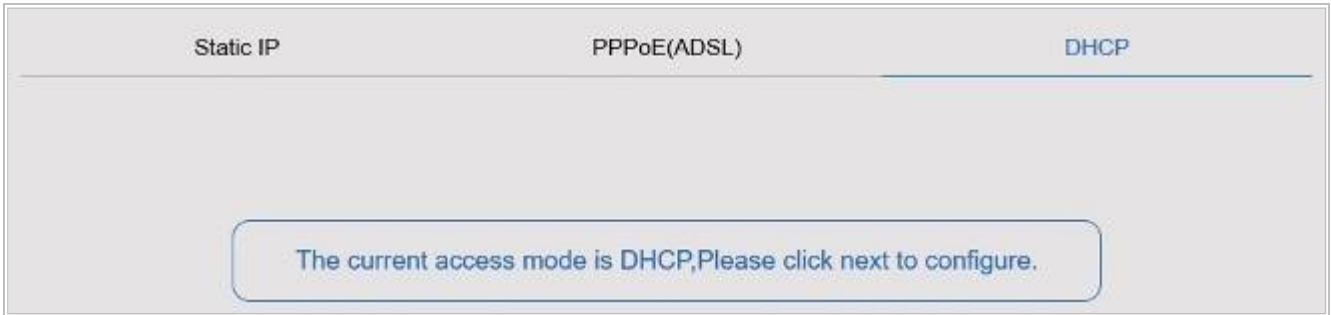 Static IP PPPoE(ADSL) DHCP
The current access mode is DHCP,Please click next to configure.